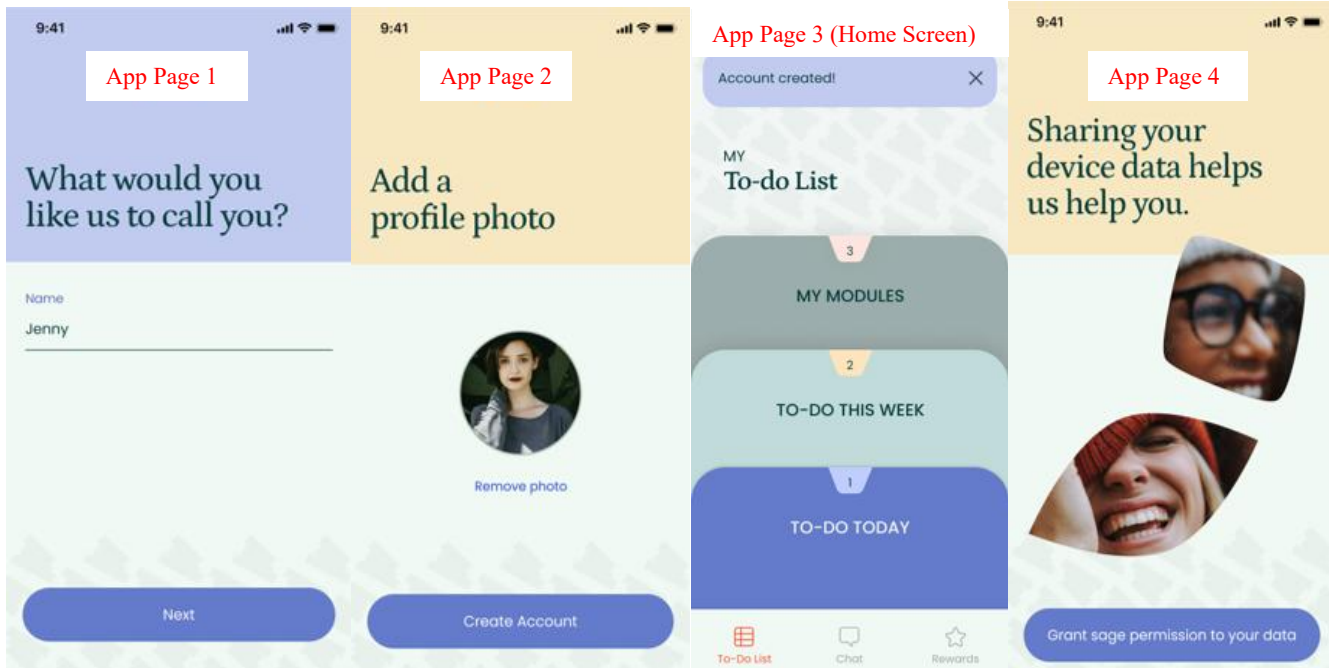 9:41
App Page 1
What would you
like us to call you?
Name
Jenny
Next
9:41
App Page 2
Add a
profile photo
Remove photo
Create Account
App Page 3 (Home Screen)
Account created!
MY
To-do List
3
MY MODULES
2
TO-DO THIS WEEK
1
TO-DO TODAY
To-Do List
Chat
Rewards
9:41
App Page 4
Sharing your
device data helps
us help you.
Grant sage permission to your data